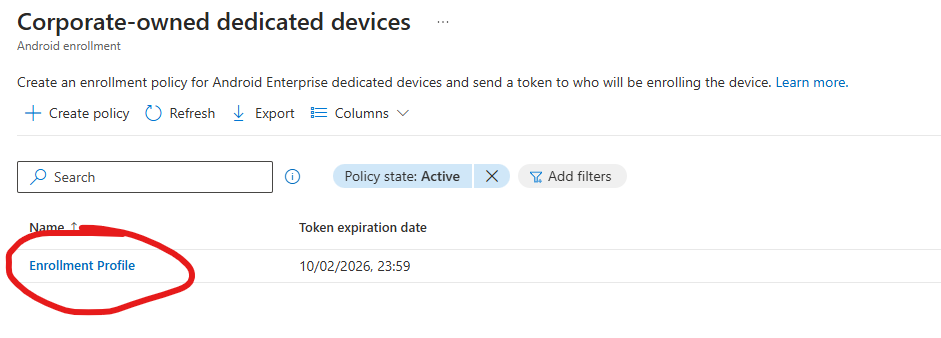 Corporate-owned dedicated devices ...
Android enrollment
Create an enrollment policy for Android Enterprise dedicated devices and send a token to who will be enrolling the device. Learn more.
Create policy Refresh Export Columns
Search Policy state: Active Add filters
Name ↑ Token expiration date
Enrollment Profile 10/02/2026, 23:59